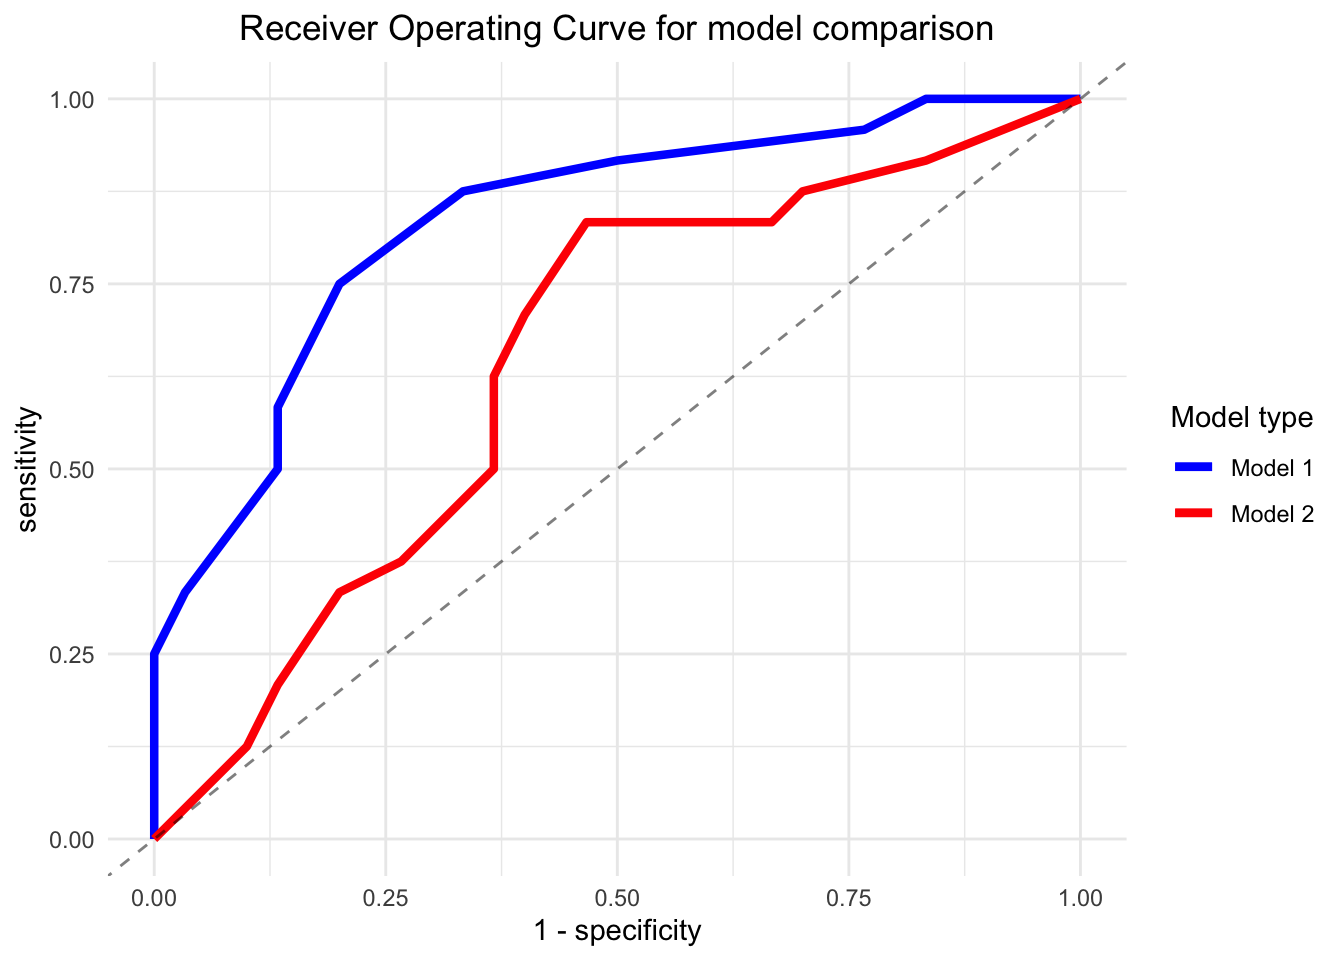 Receiver Operating Curve for model comparison
1.00
0.75
0.50
0.25
0.00
sensitivity
0.00 0.25 0.50 0.75 1.00
1 - specificity
Model type
Model 1
Model 2